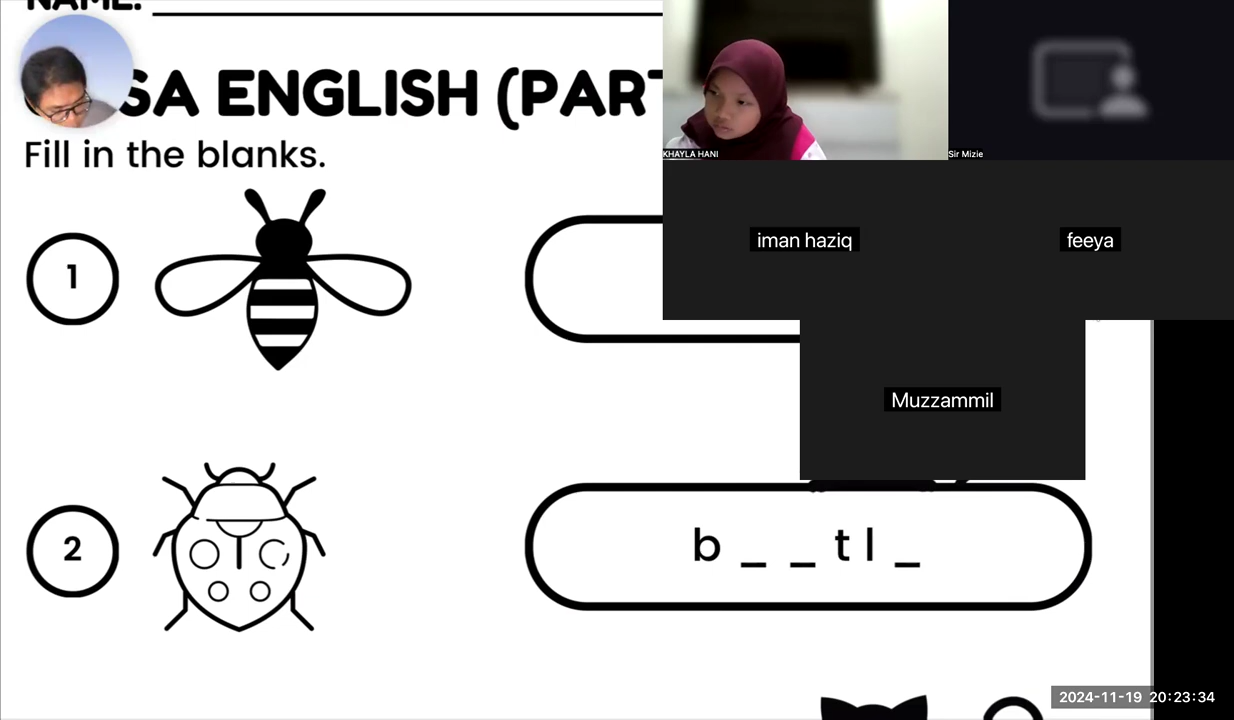 NAME:
SA ENGLISH (PART
Fill in the blanks.
1
2
b _ _ t l _
KHAYLA HANI
Sir Mizie
iman haziq
feeya
Muzzammil
2024-11-19 20:23:34